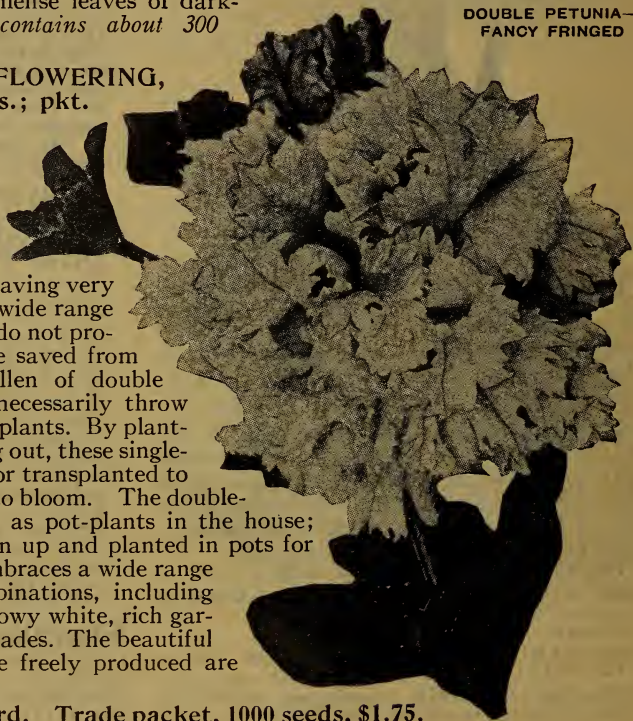 mense leaves of dark-
contains about 300
DOUBLE PETUNIA—
FANCY FRINGED
FLOWERING,
s.; pkt.
aving very
wide range
do not pro-
e saved from
llen of double
necessarily throw
plants. By plant-
g out, these single-
or transplanted to
o bloom. The double-
as pot-plants in the house;
n up and planted in pots for
braces a wide range
binations, including
owy white, rich gar-
ades. The beautiful
e freely produced are
rd. Trade packet, 1000 seeds, $1.75.